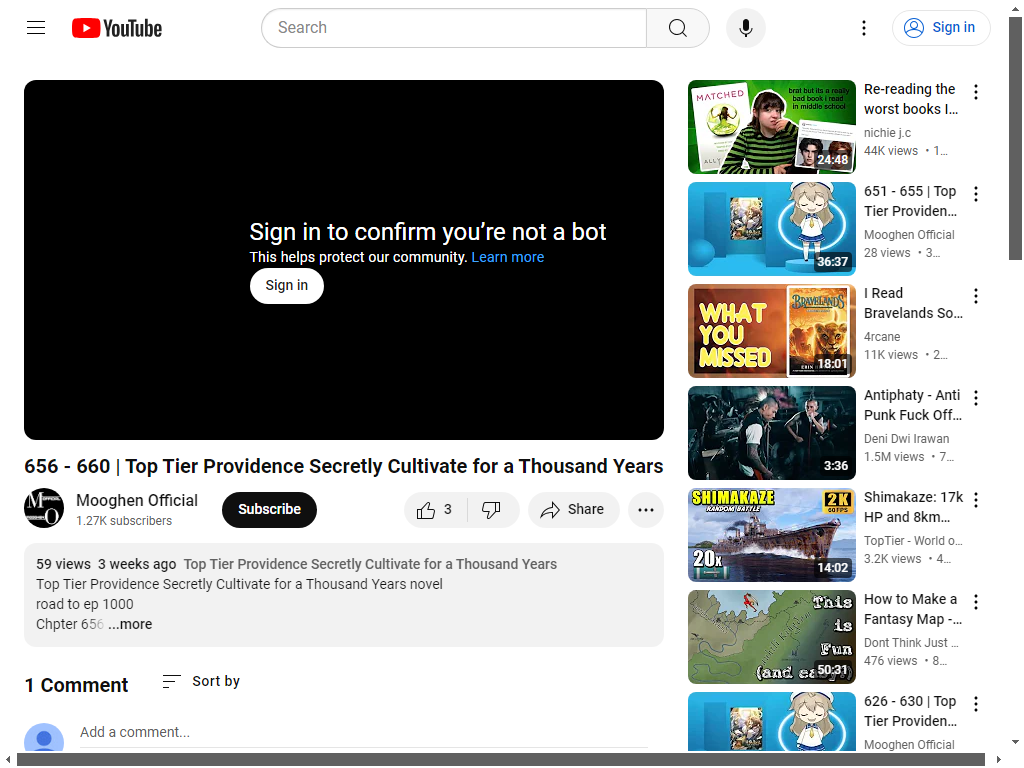 YouTube
Search
Sign in
Sign in to confirm you’re not a bot
This helps protect our community. Learn more
Sign in
656 - 660 | Top Tier Providence Secretly Cultivate for a Thousand Years
Mooghen Official
1.27K subscribers
Subscribe
3
Share
59 views 3 weeks ago Top Tier Providence Secretly Cultivate for a Thousand Years
Top Tier Providence Secretly Cultivate for a Thousand Years novel
road to ep 1000
Chpter 656 ...more
1 Comment
Sort by
Add a comment...
MATCHED
ALLY
brat but its a really
bad book i read
in middle school
24:48
Re-reading the
worst books I...
nichie j.c
44K views • 1...
36:37
651 - 655 | Top
Tier Providen...
Mooghen Official
28 views • 3...
WHAT
YOU
MISSED
BRAVELANDS
18:01
I Read
Bravelands So...
4rcane
11K views • 2...
3:36
Antiphaty - Anti
Punk Fuck Off...
Deni Dwi Irawan
1.5M views • 7...
SHIMAKAZE
RANDOM BATTLE
2K
60 FPS
20x
14:02
Shimakaze: 17k
HP and 8km...
TopTier - World o...
3.2K views • 4...
This
is
Fun
(and easy!)
50:31
How to Make a
Fantasy Map -...
Dont Think Just ...
476 views • 8...
626 - 630 | Top
Tier Providen...
Mooghen Official